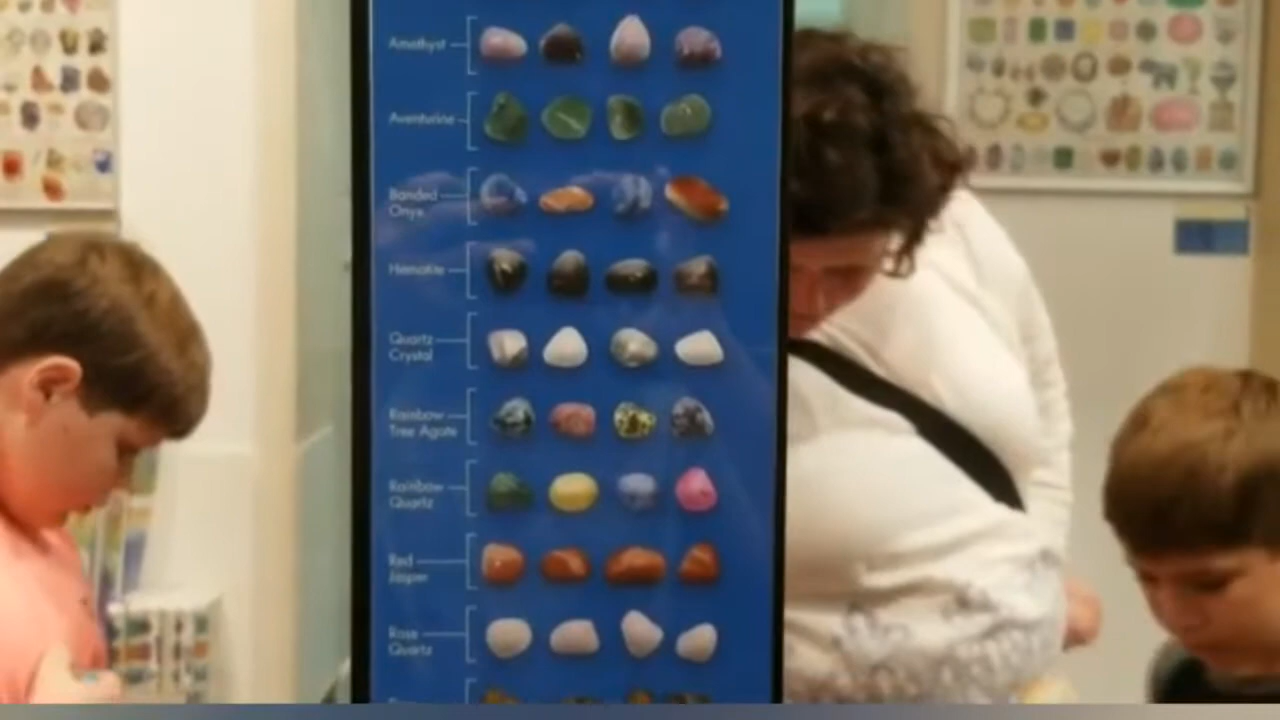 Amethyst
Aventurine
Banded
Onyx
Hematite
Quartz
Crystal
Rainbow
Tree Agate
Rainbow
Quartz
Red
Jasper
Rose
Quartz